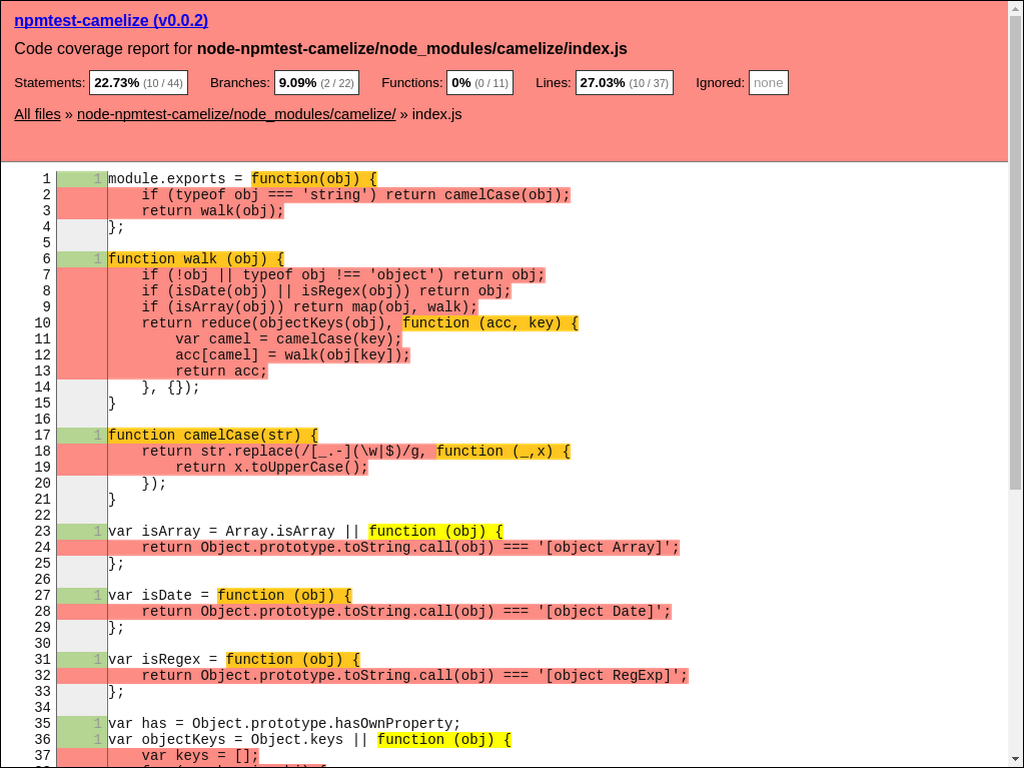 npmtest-camelize (v0.0.2)
Code coverage report for node-npmtest-camelize/node_modules/camelize/index.js
Statements: 22.73% (10 / 44) Branches: 9.09% (2 / 22) Functions: 0% (0 / 11) Lines: 27.03% (10 / 37) Ignored: none
All files » node-npmtest-camelize/node_modules/camelize/ » index.js
1 1 module.exports = function(obj) {
2     if (typeof obj === 'string') return camelCase(obj);
3     return walk(obj);
4 };
5
6 1 function walk (obj) {
7     if (!obj || typeof obj !== 'object') return obj;
8     if (isDate(obj) || isRegex(obj)) return obj;
9     if (isArray(obj)) return map(obj, walk);
10     return reduce(objectKeys(obj), function (acc, key) {
11         var camel = camelCase(key);
12         acc[camel] = walk(obj[key]);
13         return acc;
14     }, {});
15 }
16
17 1 function camelCase(str) {
18     return str.replace(/[_.-](\w|$)/g, function (_,x) {
19         return x.toUpperCase();
20     });
21 }
22
23 1 var isArray = Array.isArray || function (obj) {
24     return Object.prototype.toString.call(obj) === '[object Array]';
25 };
26
27 1 var isDate = function (obj) {
28     return Object.prototype.toString.call(obj) === '[object Date]';
29 };
30
31 1 var isRegex = function (obj) {
32     return Object.prototype.toString.call(obj) === '[object RegExp]';
33 };
34
35 1 var has = Object.prototype.hasOwnProperty;
36 1 var objectKeys = Object.keys || function (obj) {
37     var keys = [];